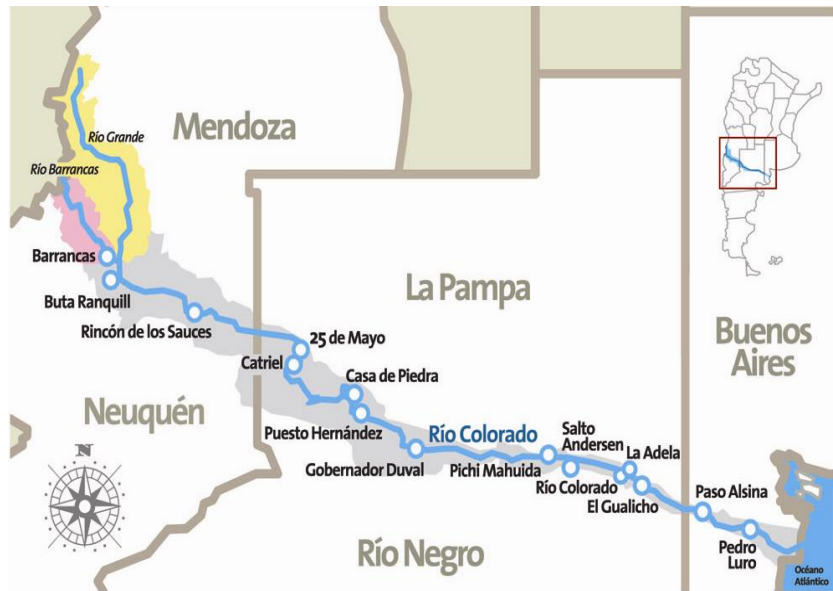 Río Grande
Mendoza
Río Barrancas
Barrancas
Buta Ranquill
Rincón de los Sauces
La Pampa
Buenos
Aires
25 de Mayo
Catriel
Casa de Piedra
Neuquén
Puesto Hernández
Río Colorado
Salto
Andersen
La Adela
Gobernador Duval
Pichi Mahuida
Río Colorado
El Gualicho
Paso Alsina
N
Río Negro
Pedro
Luro
Océano
Atlántico